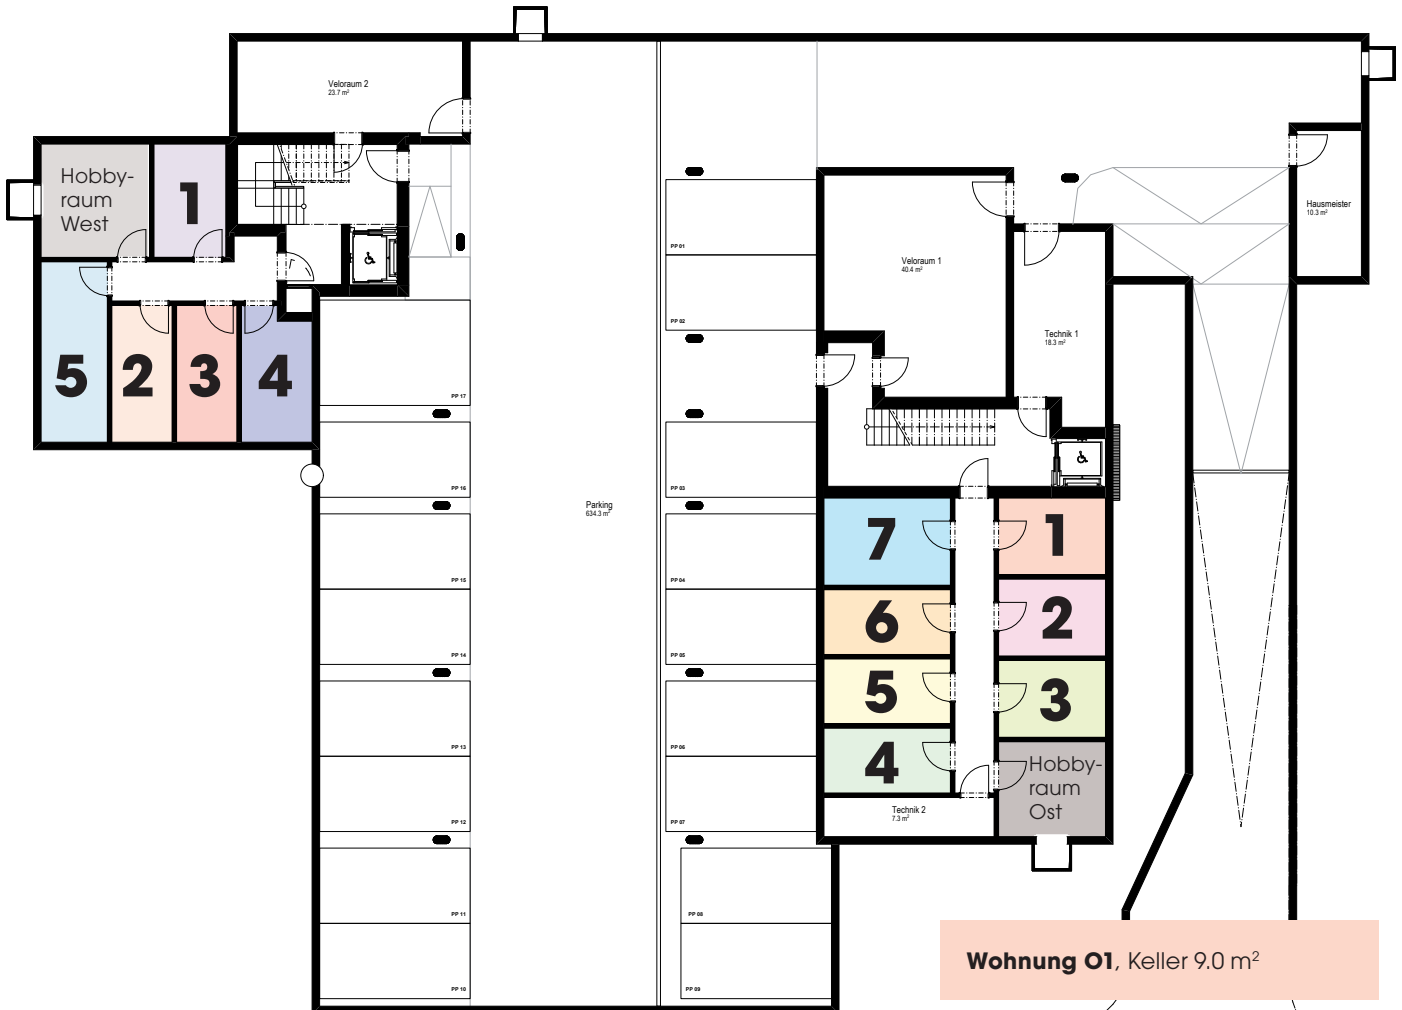 Veloraum 2
23.7 m²
Hobby-
raum
West
1
5
2
3
4
PP 17
PP 16
PP 15
PP 14
PP 13
PP 12
PP 11
PP 10
Parking
634.3 m²
PP 01
PP 02
PP 03
PP 04
PP 05
PP 06
PP 07
PP 08
PP 09
Veloraum 1
40.4 m²
Technik 1
18.3 m²
Hausmeister
10.3 m²
7
6
5
4
1
2
3
Hobby-
raum
Ost
Technik 2
7.3 m²
Wohnung O1, Keller 9.0 m²